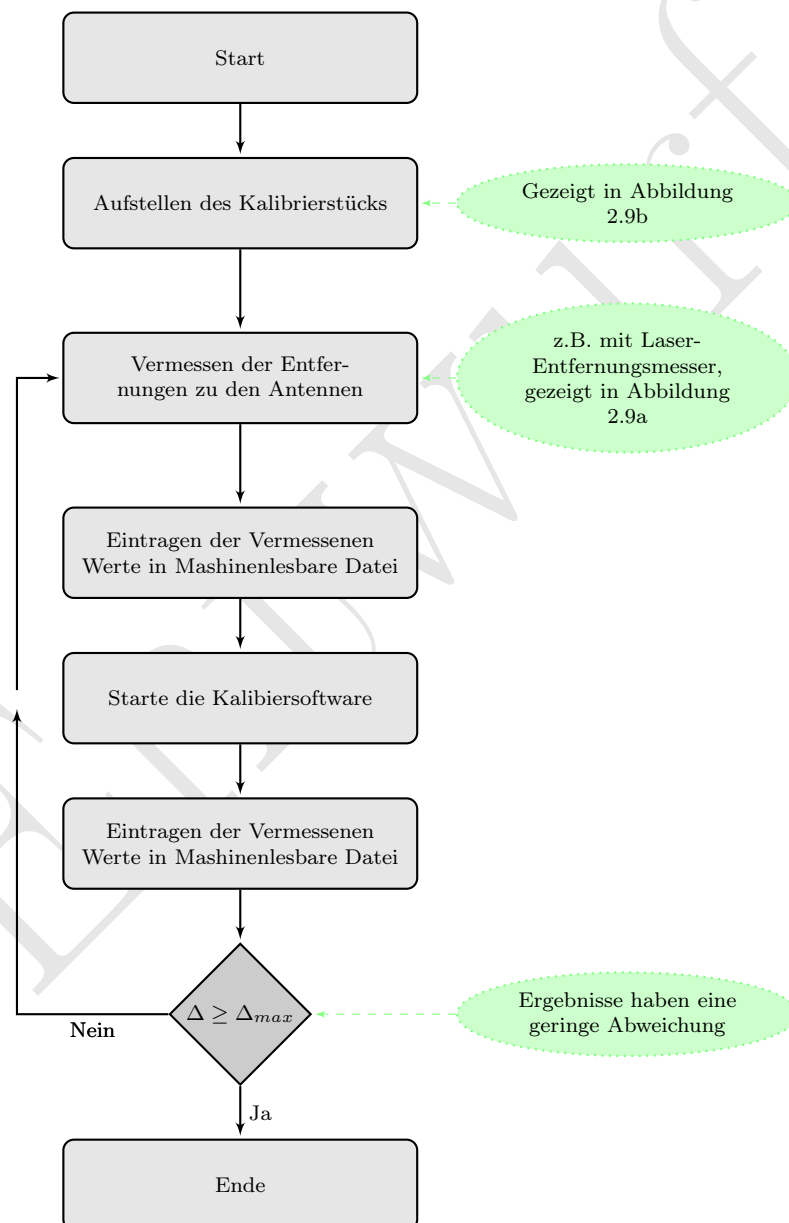 Start
Aufstellen des Kalibrierstücks
Gezeigt in Abbildung
2.9b
Vermessen der Entfer-
nungen zu den Antennen
z.B. mit Laser-
Entfernungsmesser,
gezeigt in Abbildung
2.9a
Eintragen der Vermessenen
Werte in Mashinenlesbare Datei
Starte die Kalibiersoftware
Eintragen der Vermessenen
Werte in Mashinenlesbare Datei
Δ ≥ Δmax
Ergebnisse haben eine
geringe Abweichung
Nein
Ja
Ende
Entwurf